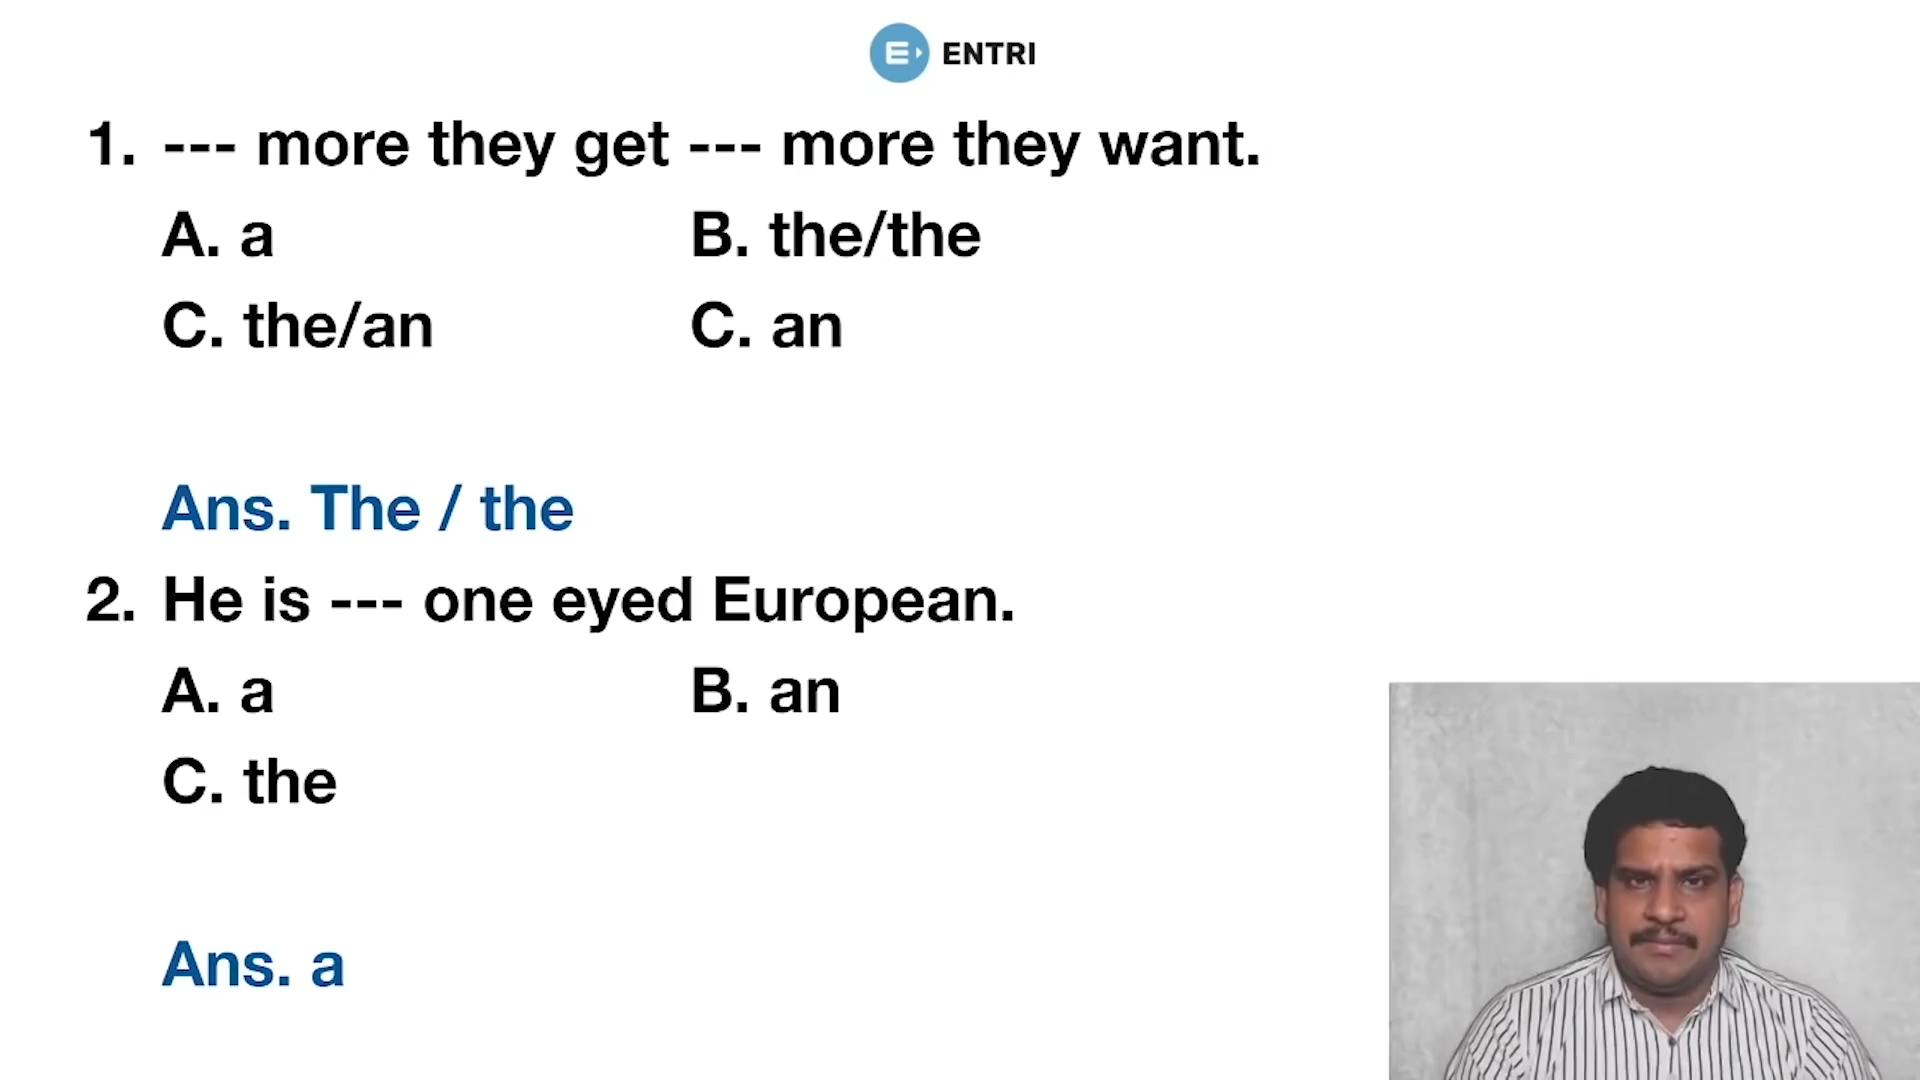 ENTRI
1. --- more they get --- more they want.
A. a B. the/the
C. the/an C. an
Ans. The / the
2. He is --- one eyed European.
A. a B. an
C. the
Ans. a